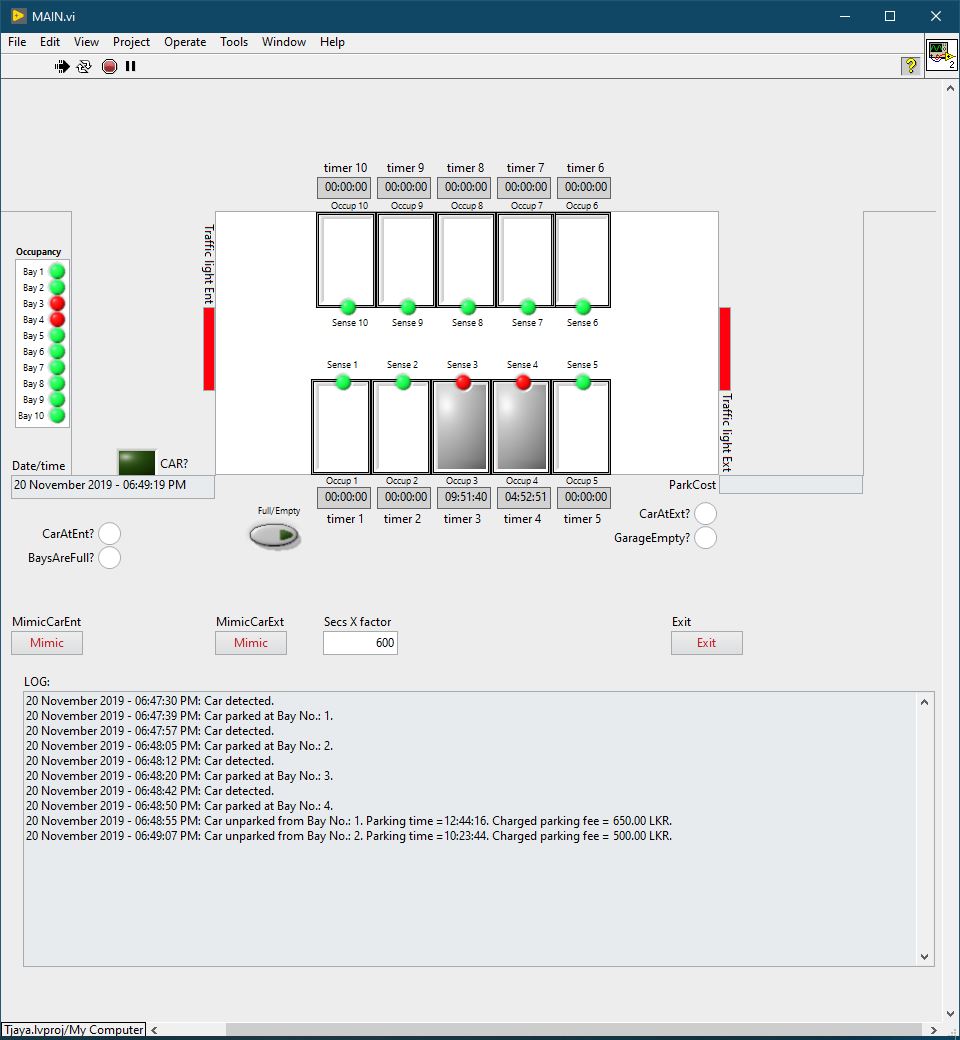 MAIN.vi
File Edit View Project Operate Tools Window Help
2
timer 10 timer 9 timer 8 timer 7 timer 6
00:00:00 00:00:00 00:00:00 00:00:00 00:00:00
Occup 10 Occup 9 Occup 8 Occup 7 Occup 6
Traffic light Ent
Occupancy
Bay 1
Bay 2
Bay 3
Bay 4
Bay 5
Bay 6
Bay 7
Bay 8
Bay 9
Bay 10
Sense 10 Sense 9 Sense 8 Sense 7 Sense 6
Sense 1 Sense 2 Sense 3 Sense 4 Sense 5
Traffic light Ext
Date/time
CAR?
20 November 2019 - 06:49:19 PM
Occup 1 Occup 2 Occup 3 Occup 4 Occup 5
00:00:00 00:00:00 09:51:40 04:52:51 00:00:00
timer 1 timer 2 timer 3 timer 4 timer 5
ParkCost
Full/Empty
CarAtEnt?
BaysAreFull?
CarAtExt?
GarageEmpty?
MimicCarEnt MimicCarExt Secs X factor Exit
Mimic Mimic 600 Exit
LOG:
20 November 2019 - 06:47:30 PM: Car detected.
20 November 2019 - 06:47:39 PM: Car parked at Bay No.: 1.
20 November 2019 - 06:47:57 PM: Car detected.
20 November 2019 - 06:48:05 PM: Car parked at Bay No.: 2.
20 November 2019 - 06:48:12 PM: Car detected.
20 November 2019 - 06:48:20 PM: Car parked at Bay No.: 3.
20 November 2019 - 06:48:42 PM: Car detected.
20 November 2019 - 06:48:50 PM: Car parked at Bay No.: 4.
20 November 2019 - 06:48:55 PM: Car unparked from Bay No.: 1. Parking time =12:44:16. Charged parking fee = 650.00 LKR.
20 November 2019 - 06:49:07 PM: Car unparked from Bay No.: 2. Parking time =10:23:44. Charged parking fee = 500.00 LKR.
Tjaya.lvproj/My Computer